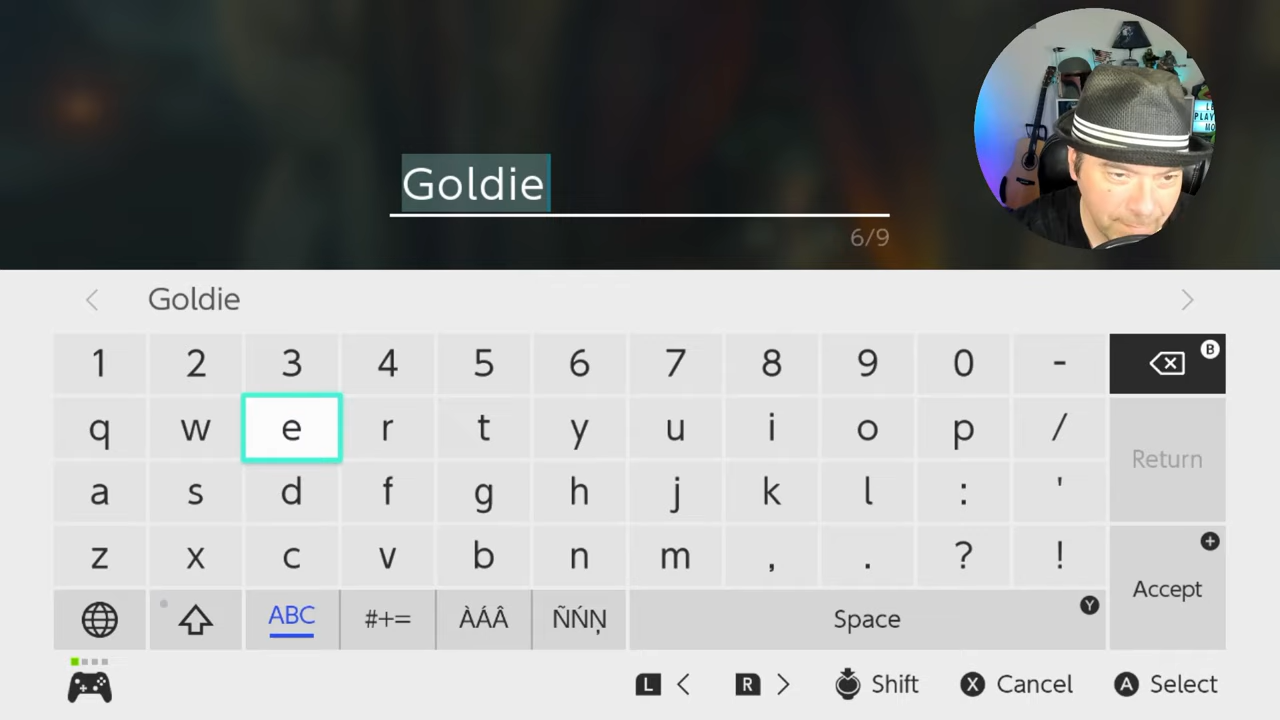 Goldie
6/9
Goldie
1 2 3 4 5 6 7 8 9 0 - B
q w e r t y u i o p / Return
a s d f g h j k l : '
z x c v b n m , . ? ! + Accept
ABC #+= ÀÁÂ ÑŃŅ Space Y
L R Shift X Cancel A Select